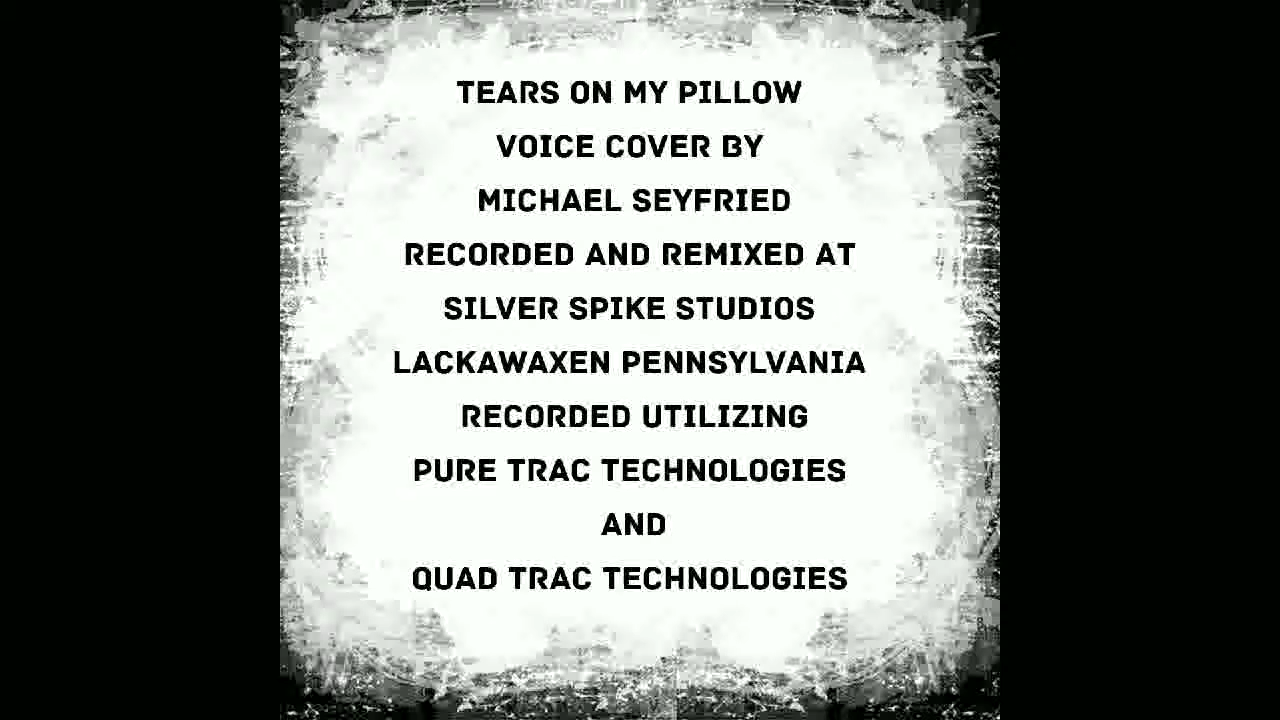 TEARS ON MY PILLOW
VOICE COVER BY
MICHAEL SEYFRIED
RECORDED AND REMIXED AT
SILVER SPIKE STUDIOS
LACKAWAXEN PENNSYLVANIA
RECORDED UTILIZING
PURE TRAC TECHNOLOGIES
AND
QUAD TRAC TECHNOLOGIES